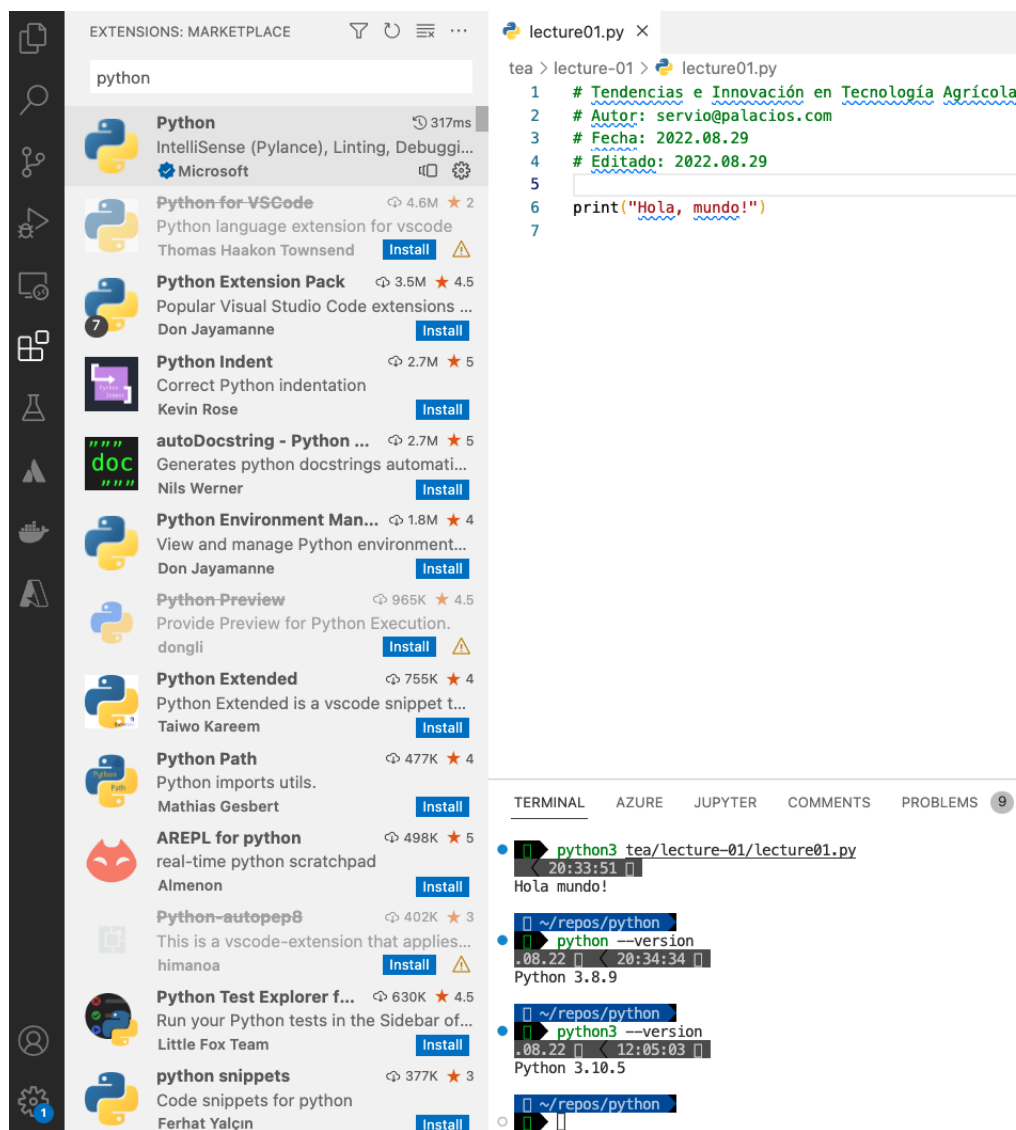 EXTENSIONS: MARKETPLACE
python
Python 317ms
IntelliSense (Pylance), Linting, Debuggi...
Microsoft
Python for VSCode 4.6M ★ 2
Python language extension for vscode
Thomas Haakon Townsend Install
Python Extension Pack 3.5M ★ 4.5
Popular Visual Studio Code extensions ...
7 Don Jayamanne Install
Python Indent 2.7M ★ 5
Correct Python indentation
Kevin Rose Install
autoDocstring - Python ... 2.7M ★ 5
doc
Generates python docstrings automati...
Nils Werner Install
Python Environment Man... 1.8M ★ 4
View and manage Python environment...
Don Jayamanne Install
Python Preview 965K ★ 4.5
Provide Preview for Python Execution.
dongli Install
Python Extended 755K ★ 4
Python Extended is a vscode snippet t...
Taiwo Kareem Install
Python Path 477K ★ 4
Python imports utils.
Mathias Gesbert Install
AREPL for python 498K ★ 5
real-time python scratchpad
Almenon Install
Python-autopep8 402K ★ 3
This is a vscode-extension that applies...
himanoa Install
Python Test Explorer f... 630K ★ 4.5
Run your Python tests in the Sidebar of...
Little Fox Team Install
python snippets 377K ★ 3
Code snippets for python
Ferhat Yalçın Install
1
lecture01.py
tea > lecture-01 > lecture01.py
1 # Tendencias e Innovación en Tecnología Agrícola
2 # Autor: servio@palacios.com
3 # Fecha: 2022.08.29
4 # Editado: 2022.08.29
5
6 print("Hola, mundo!")
7
TERMINAL AZURE JUPYTER COMMENTS PROBLEMS 9
python3 tea/lecture-01/lecture01.py
20:33:51
Hola mundo!
~/repos/python
python --version
.08.22 20:34:34
Python 3.8.9
~/repos/python
python3 --version
.08.22 12:05:03
Python 3.10.5
~/repos/python